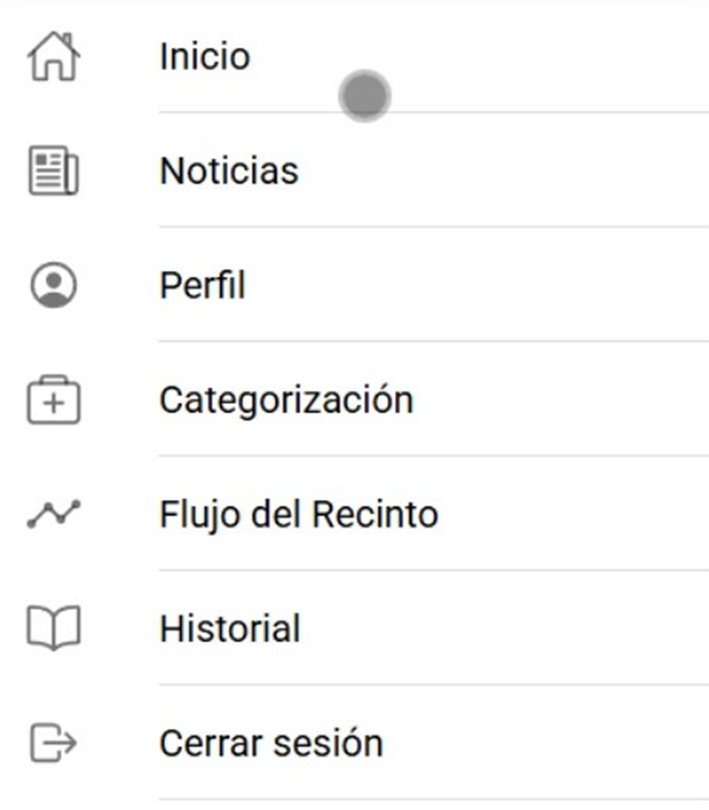 Inicio
Noticias
Perfil
Categorización
Flujo del Recinto
Historial
Cerrar sesión